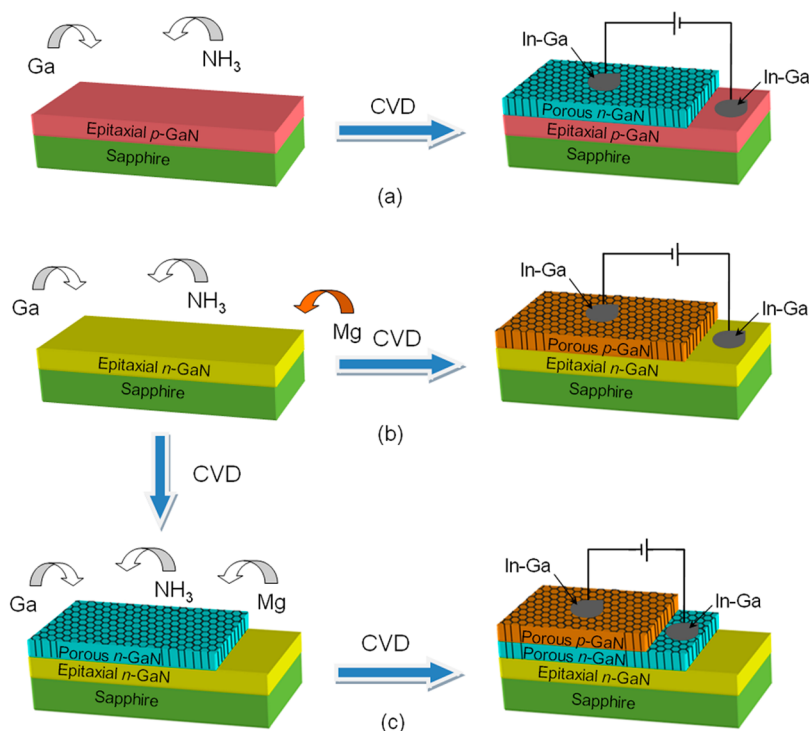 Ga
NH3
Epitaxial p-GaN
Sapphire
CVD
In-Ga
In-Ga
Porous n-GaN
Epitaxial p-GaN
Sapphire
(a)
Ga
NH3
Mg
Epitaxial n-GaN
Sapphire
CVD
In-Ga
In-Ga
Porous p-GaN
Epitaxial n-GaN
Sapphire
(b)
CVD
Ga
NH3
Mg
Porous n-GaN
Epitaxial n-GaN
Sapphire
CVD
In-Ga
In-Ga
Porous p-GaN
Porous n-GaN
Epitaxial n-GaN
Sapphire
(c)